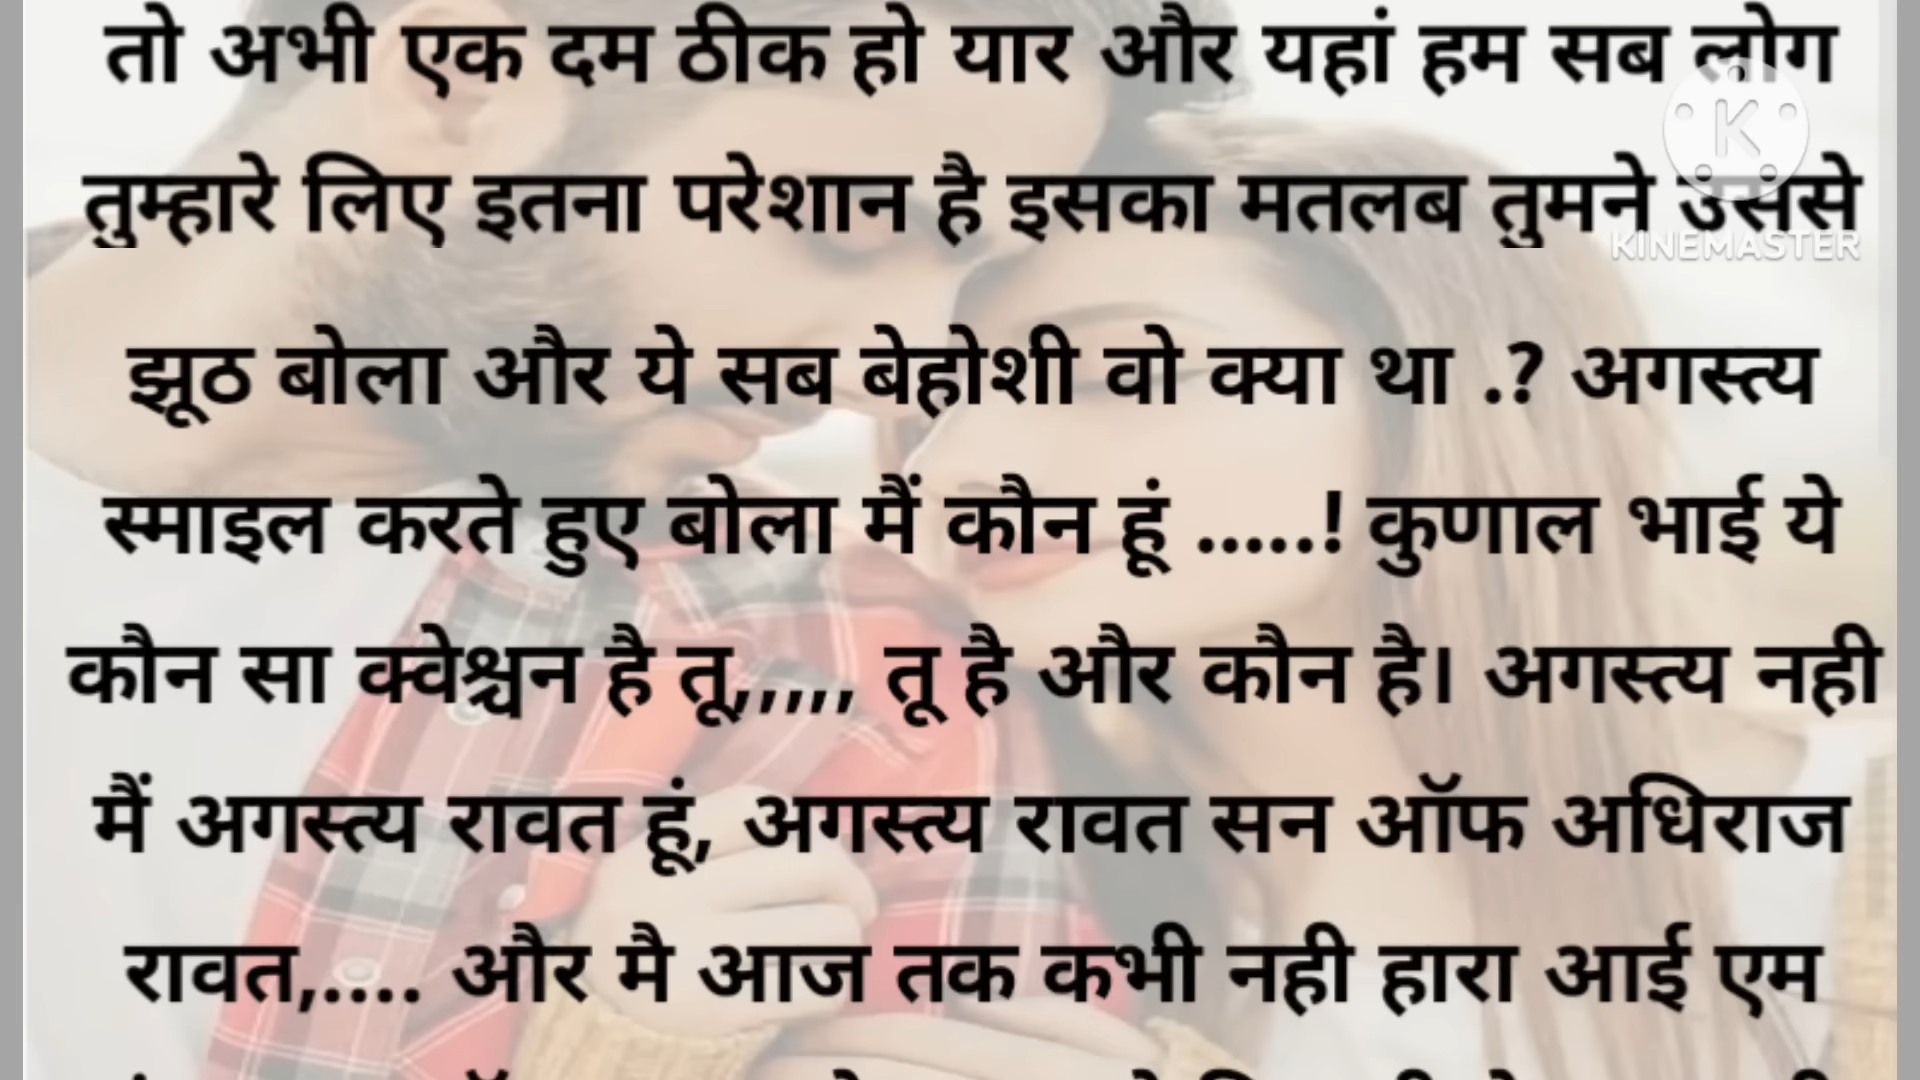 तो अभी एक दम ठीक हो यार और यहां हम सब लोग
तुम्हारे लिए इतना परेशान है इसका मतलब तुमने उससे
KINEMASTER
झूठ बोला और ये सब बेहोशी वो क्या था .? अगस्त्य
स्माइल करते हुए बोला मैं कौन हूं .....! कुणाल भाई ये
कौन सा क्वेश्चन है तू,,,,, तू है और कौन है। अगस्त्य नही
मैं अगस्त्य रावत हूं, अगस्त्य रावत सन ऑफ अधिराज
रावत,.... और मै आज तक कभी नही हारा आई एम